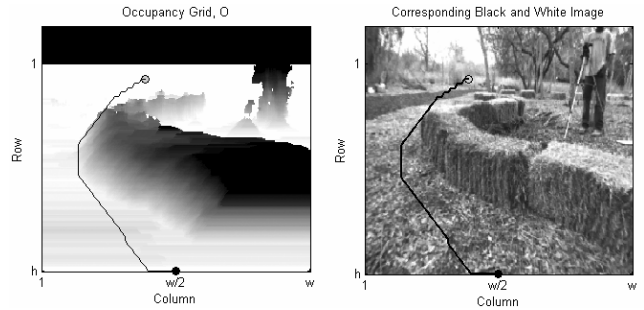 Occupancy Grid, O
1
Row
h
1
w/2
w
Column
Corresponding Black and White Image
1
Row
h
1
w/2
w
Column